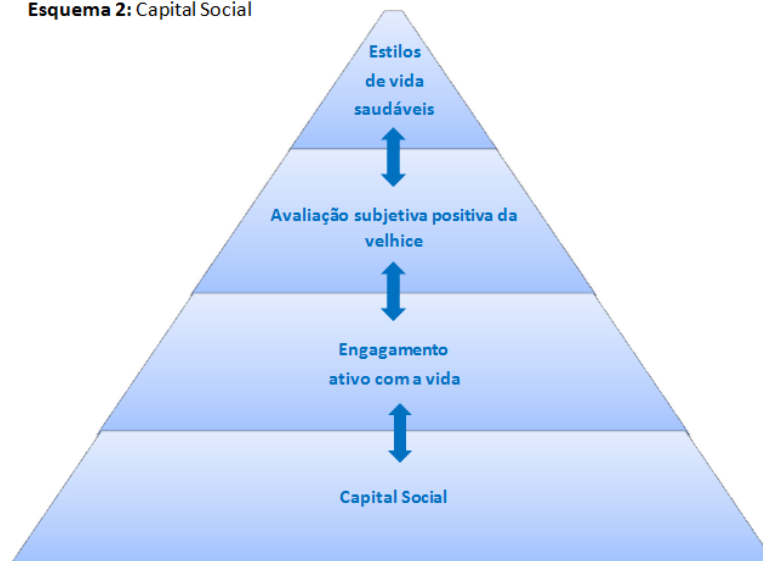 Esquema 2: Capital Social
Estilos
de vida
saudáveis
Avaliação subjetiva positiva da
velhice
Engagamento
ativo com a vida
Capital Social